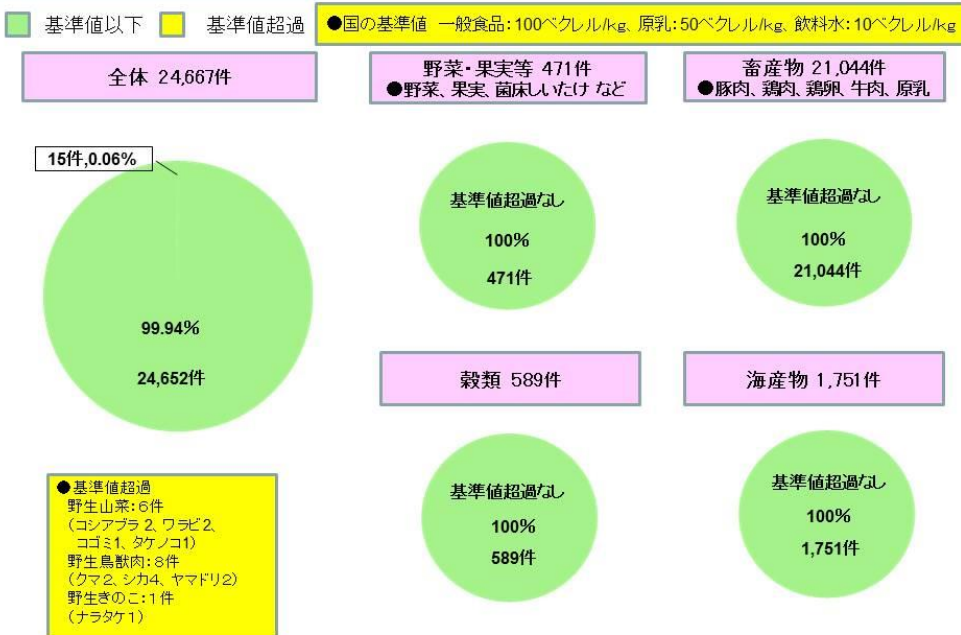 基準値以下
基準値超過
●国の基準値 一般食品：100ベクレル/kg、原乳：50ベクレル/kg、飲料水：10ベクレル/kg
全体 24,667件
15件,0.06%
99.94%
24,652件
●基準値超過
野生山菜：6件
（コシアブラ2、ワラビ2、
コゴミ1、タケノコ1）
野生鳥獣肉：8件
（クマ2、シカ4、ヤマドリ2）
野生きのこ：1件
（ナラタケ1）
野菜・果実等 471件
●野菜、果実、菌床しいたけ など
基準値超過なし
100%
471件
畜産物 21,044件
●豚肉、鶏肉、鶏卵、牛肉、原乳
基準値超過なし
100%
21,044件
穀類 589件
基準値超過なし
100%
589件
海産物 1,751件
基準値超過なし
100%
1,751件